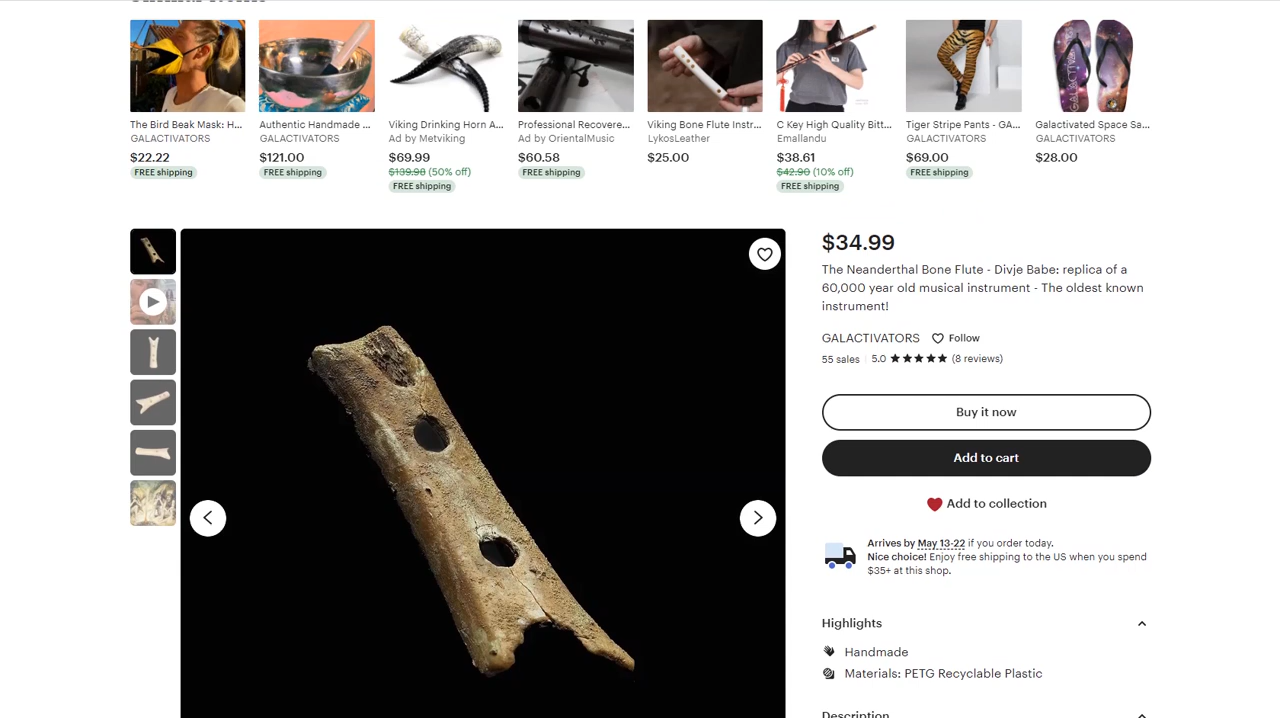 The Bird Beak Mask: H...
GALACTIVATORS
$22.22
FREE shipping
Authentic Handmade ...
GALACTIVATORS
$121.00
FREE shipping
Viking Drinking Horn A...
Ad by Metviking
$69.99
$139.98 (50% off)
FREE shipping
Professional Recovere...
Ad by OrientalMusic
$60.58
FREE shipping
Viking Bone Flute Instr...
LykosLeather
$25.00
C Key High Quality Bitt...
Emallandu
$38.61
$42.90 (10% off)
FREE shipping
Tiger Stripe Pants - GA...
GALACTIVATORS
$69.00
FREE shipping
Galactivated Space Sa...
GALACTIVATORS
$28.00
$34.99
The Neanderthal Bone Flute - Divje Babe: replica of a
60,000 year old musical instrument - The oldest known
instrument!
GALACTIVATORS Follow
55 sales 5.0 ★★★★★ (8 reviews)
Buy it now
Add to cart
Add to collection
Arrives by May 13-22 if you order today.
Nice choice! Enjoy free shipping to the US when you spend
$35+ at this shop.
Highlights
Handmade
Materials: PETG Recyclable Plastic
Description